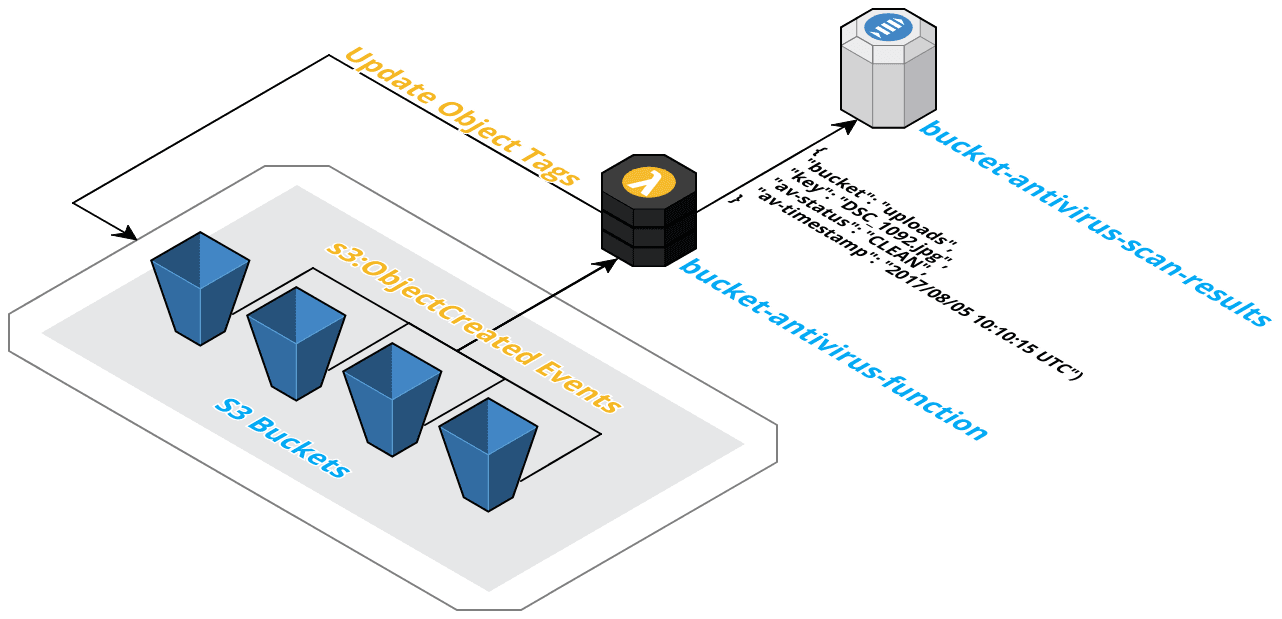 Update Object Tags
bucket-antivirus-scan-results
{
"bucket": "uploads",
"key": "DSC_1092.jpg",
"av-status": "CLEAN"
"av-timestamp": "2017/08/05 10:10:15 UTC")
}
s3:ObjectCreated Events
bucket-antivirus-function
S3 Buckets